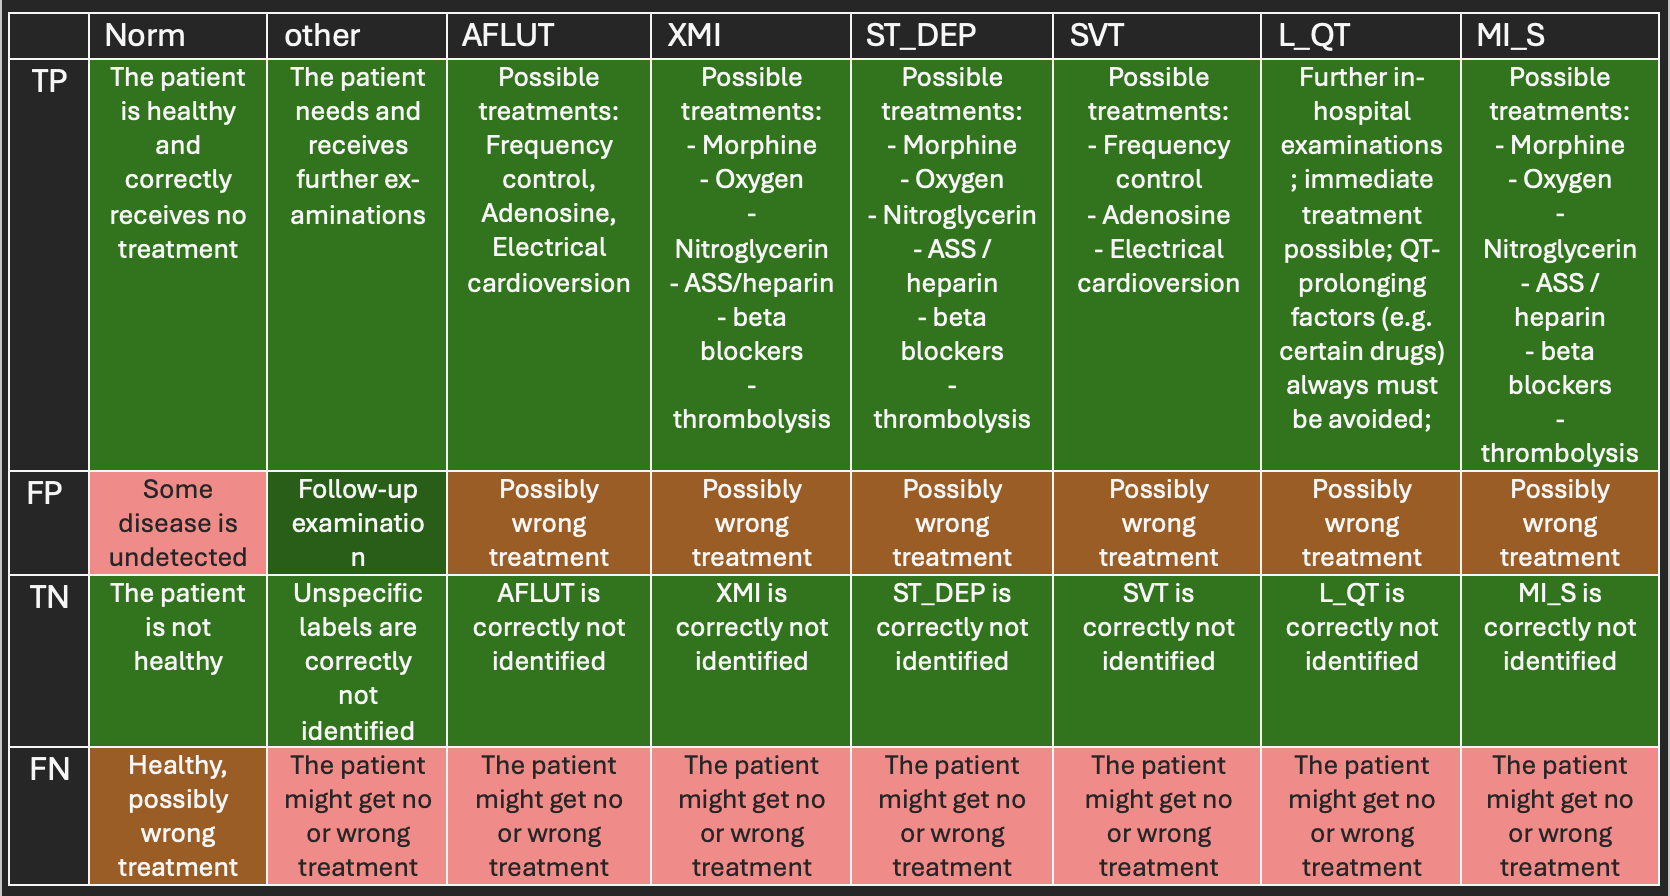 Norm other AFLUT XMI ST_DEP SVT L_QT MI_S
TP
The patient
is healthy
and
correctly
receives no
treatment
The patient
needs and
receives
further ex-
aminations
Possible
treatments:
Frequency
control,
Adenosine,
Electrical
cardioversion
Possible
treatments:
- Morphine
- Oxygen
-
Nitroglycerin
- ASS/heparin
- beta
blockers
-
thrombolysis
Possible
treatments:
- Morphine
- Oxygen
- Nitroglycerin
- ASS /
heparin
- beta
blockers
-
thrombolysis
Possible
treatments:
- Frequency
control
- Adenosine
- Electrical
cardioversion
Further in-
hospital
examinations
; immediate
treatment
possible; QT-
prolonging
factors (e.g.
certain drugs)
always must
be avoided;
Possible
treatments:
- Morphine
- Oxygen
-
Nitroglycerin
- ASS /
heparin
- beta
blockers
-
thrombolysis
FP
Some
disease is
undetected
Follow-up
examinatio
n
Possibly
wrong
treatment
Possibly
wrong
treatment
Possibly
wrong
treatment
Possibly
wrong
treatment
Possibly
wrong
treatment
Possibly
wrong
treatment
TN
The patient
is not
healthy
Unspecific
labels are
correctly
not
identified
AFLUT is
correctly not
identified
XMI is
correctly not
identified
ST_DEP is
correctly not
identified
SVT is
correctly not
identified
L_QT is
correctly not
identified
MI_S is
correctly not
identified
FN
Healthy,
possibly
wrong
treatment
The patient
might get no
or wrong
treatment
The patient
might get no
or wrong
treatment
The patient
might get no
or wrong
treatment
The patient
might get no
or wrong
treatment
The patient
might get no
or wrong
treatment
The patient
might get no
or wrong
treatment
The patient
might get no
or wrong
treatment